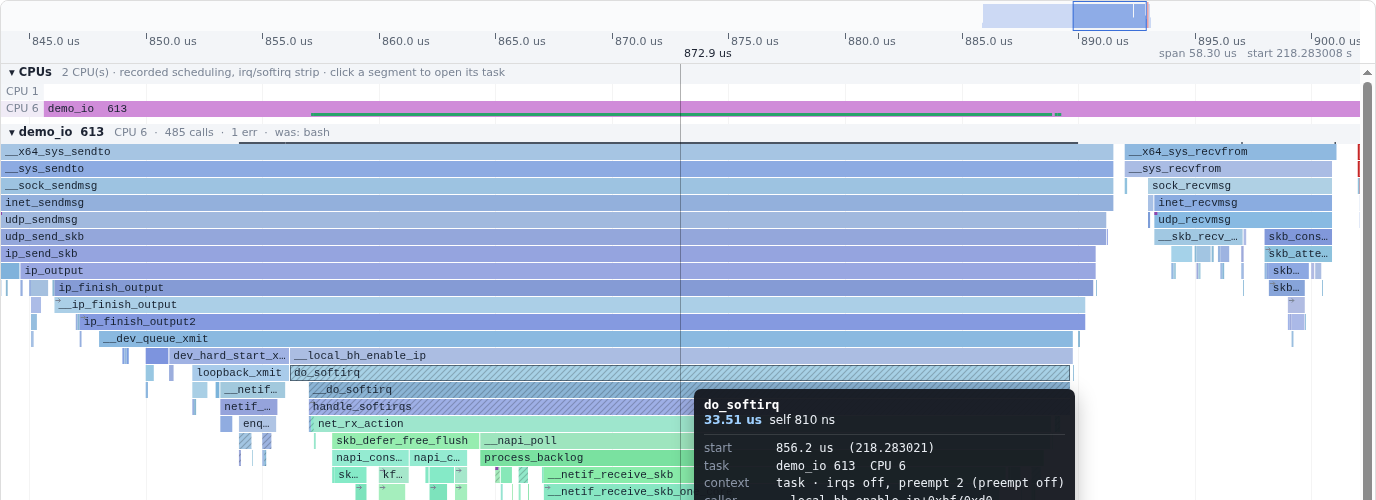 845.0 us 850.0 us 855.0 us 860.0 us 865.0 us 870.0 us 875.0 us 880.0 us 885.0 us 890.0 us 895.0 us 900.0 us
872.9 us span 58.30 us start 218.283008 s
▾ CPUs 2 CPU(s) · recorded scheduling, irq/softirq strip · click a segment to open its task
CPU 1
CPU 6 demo_io 613
▾ demo_io 613 CPU 6 · 485 calls · 1 err · was: bash
__x64_sys_sendto __x64_sys_recvfrom
__sys_sendto __sys_recvfrom
__sock_sendmsg sock_recvmsg
inet_sendmsg inet_recvmsg
udp_sendmsg udp_recvmsg
udp_send_skb __skb_recv_… skb_cons…
ip_send_skb skb_atte…
ip_output skb…
ip_finish_output skb…
__ip_finish_output
ip_finish_output2
__dev_queue_xmit
dev_hard_start_x… __local_bh_enable_ip
loopback_xmit do_softirq
__netif… __do_softirq
netif_… handle_softirqs
enq… net_rx_action
skb_defer_free_flush __napi_poll
napi_cons… napi_c… process_backlog
sk… kf… __netif_receive_skb
__netif_receive_skb_on
do_softirq
33.51 us self 810 ns
start 856.2 us (218.283021)
task demo_io 613 CPU 6
context task · irqs off, preempt 2 (preempt off)
caller __local_bh_enable_ip+0xbf/0xd0